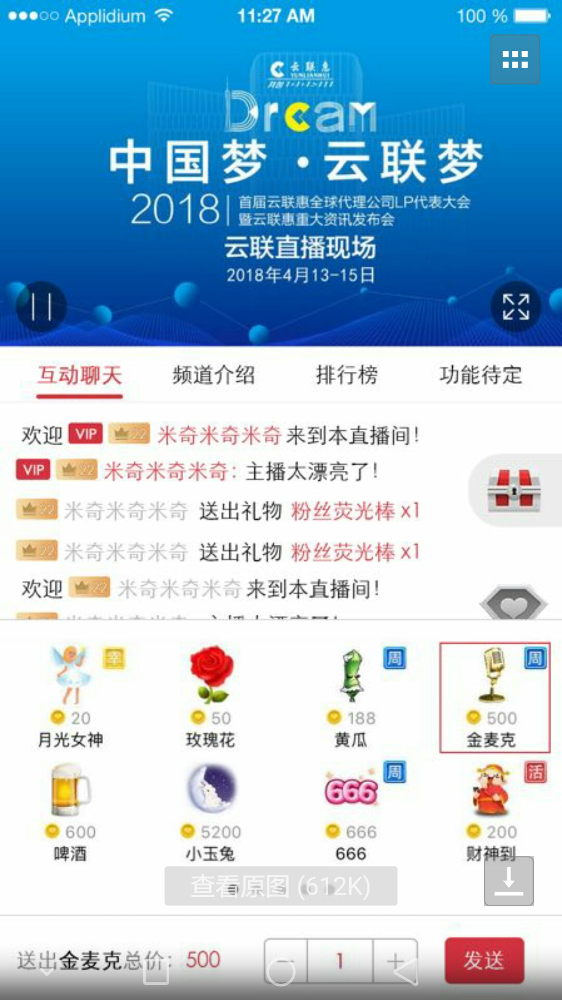 Applidium 11:27 AM 100 %
云联惠
YUNLIANHUI
Dream
中国梦·云联梦
2018
首届云联惠全球代理公司LP代表大会
暨云联惠重大资讯发布会
云联直播现场
2018年4月13-15日
互动聊天 频道介绍 排行榜 功能待定
欢迎 VIP 22 米奇米奇米奇 来到本直播间!
VIP 22 米奇米奇米奇: 主播太漂亮了!
22 米奇米奇米奇 送出礼物 粉丝荧光棒 x1
22 米奇米奇米奇 送出礼物 粉丝荧光棒 x1
欢迎 22 米奇米奇米奇 来到本直播间!
幸 周 周
20 50 188 500
月光女神 玫瑰花 黄瓜 金麦克
666 周 活
600 5200 666 200
啤酒 小玉兔 666 财神到
查看原图 (612K)
送出金麦克总价: 500 − 1 + 发送